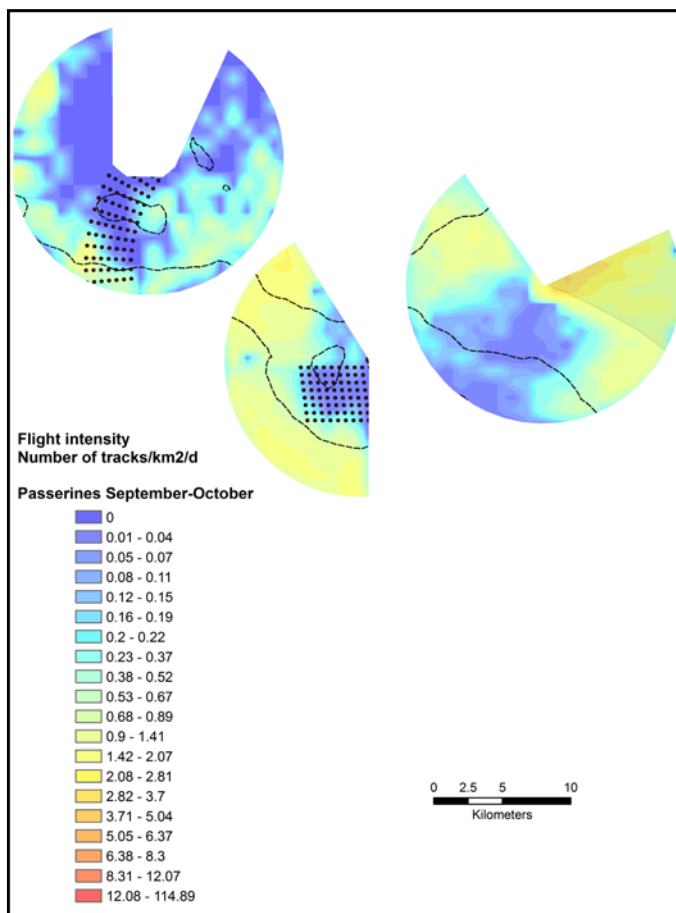 Flight intensity
Number of tracks/km2/d
Passerines September-October
0
0.01 - 0.04
0.05 - 0.07
0.08 - 0.11
0.12 - 0.15
0.16 - 0.19
0.2 - 0.22
0.23 - 0.37
0.38 - 0.52
0.53 - 0.67
0.68 - 0.89
0.9 - 1.41
1.42 - 2.07
2.08 - 2.81
2.82 - 3.7
3.71 - 5.04
5.05 - 6.37
6.38 - 8.3
8.31 - 12.07
12.08 - 114.89
0 2.5 5 10
Kilometers